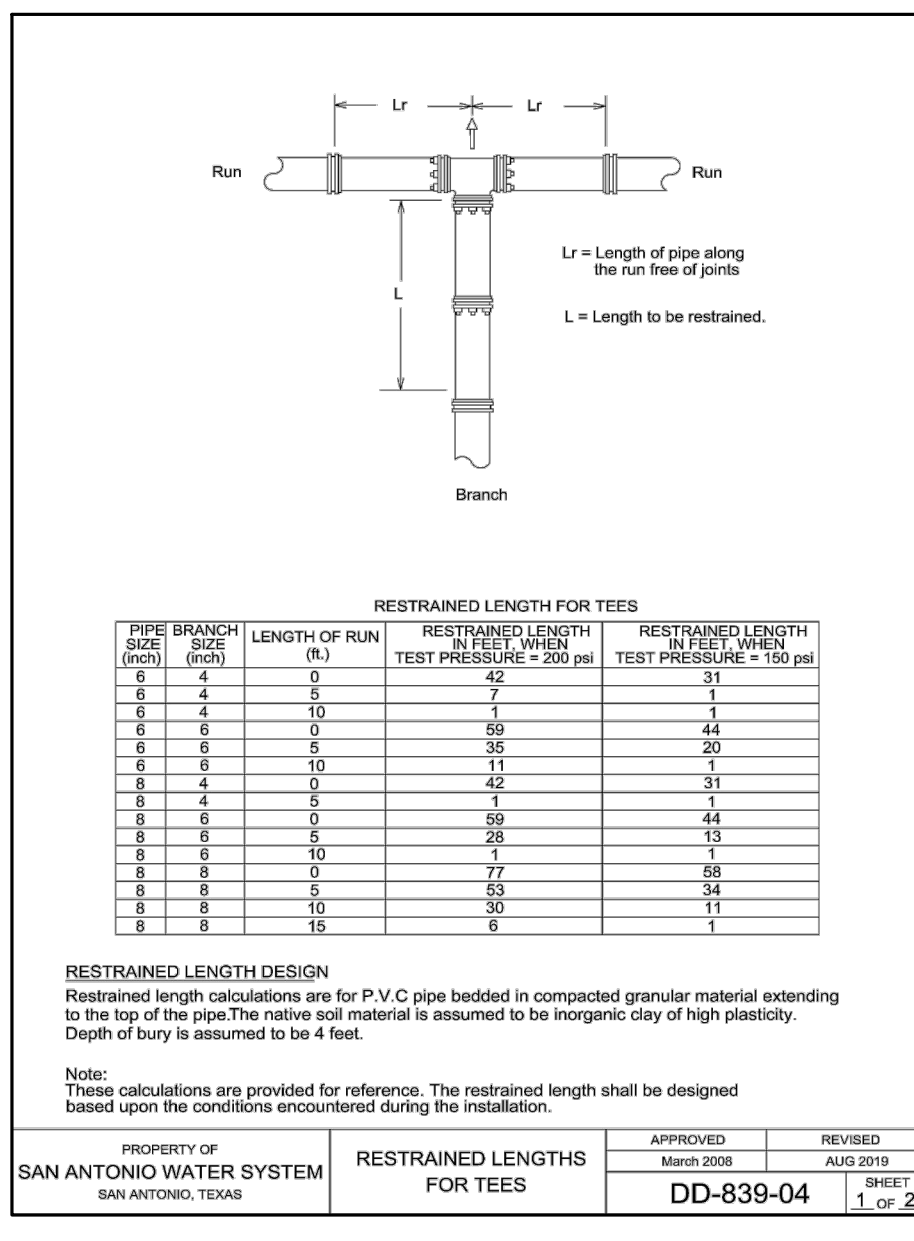 Lr Lr
Run Run
Lr = Length of pipe along
the run free of joints
L
L = Length to be restrained.
Branch
RESTRAINED LENGTH FOR TEES
PIPE SIZE (inch) BRANCH SIZE (inch) LENGTH OF RUN (ft.) RESTRAINED LENGTH IN FEET, WHEN TEST PRESSURE = 200 psi RESTRAINED LENGTH IN FEET, WHEN TEST PRESSURE = 150 psi
6 4 0 42 31
6 4 5 7 1
6 4 10 1 1
6 6 0 59 44
6 6 5 35 20
6 6 10 11 1
8 4 0 42 31
8 4 5 1 1
8 6 0 59 44
8 6 5 28 13
8 6 10 1 1
8 8 0 77 58
8 8 5 53 34
8 8 10 30 11
8 8 15 6 1
RESTRAINED LENGTH DESIGN
Restrained length calculations are for P.V.C pipe bedded in compacted granular material extending
to the top of the pipe.The native soil material is assumed to be inorganic clay of high plasticity.
Depth of bury is assumed to be 4 feet.
Note:
These calculations are provided for reference. The restrained length shall be designed
based upon the conditions encountered during the installation.
PROPERTY OF
SAN ANTONIO WATER SYSTEM
SAN ANTONIO, TEXAS
RESTRAINED LENGTHS
FOR TEES
APPROVED REVISED
March 2008 AUG 2019
DD-839-04
SHEET
1 OF 2